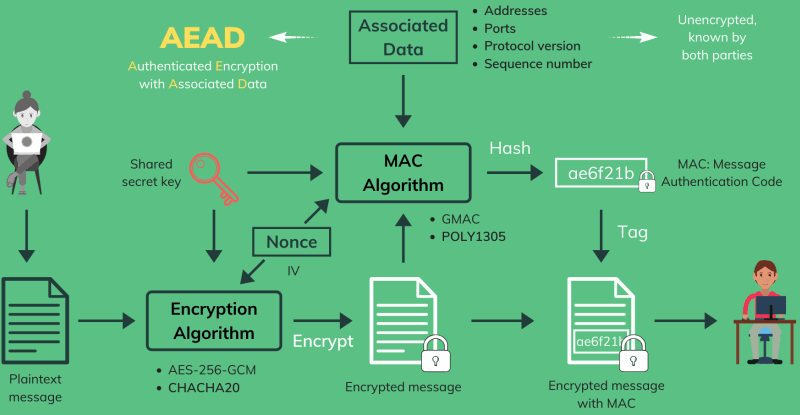 AEAD
Authenticated Encryption
with Associated Data
Associated
Data
• Addresses
• Ports
• Protocol version
• Sequence number
Unencrypted,
known by
both parties
Shared
secret key
MAC
Algorithm
Hash
ae6f21b
MAC: Message
Authentication Code
• GMAC
• POLY1305
Nonce
IV
Tag
Plaintext
message
Encryption
Algorithm
• AES-256-GCM
• CHACHA20
Encrypt
Encrypted message
ae6f21b
Encrypted message
with MAC